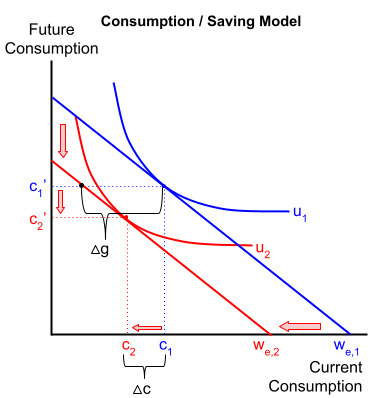 Consumption / Saving Model
Future
Consumption
c₁’
c₂’
Δg
u₁
u₂
c₂ c₁ wₑ,₂ wₑ,₁
Δc
Current
Consumption